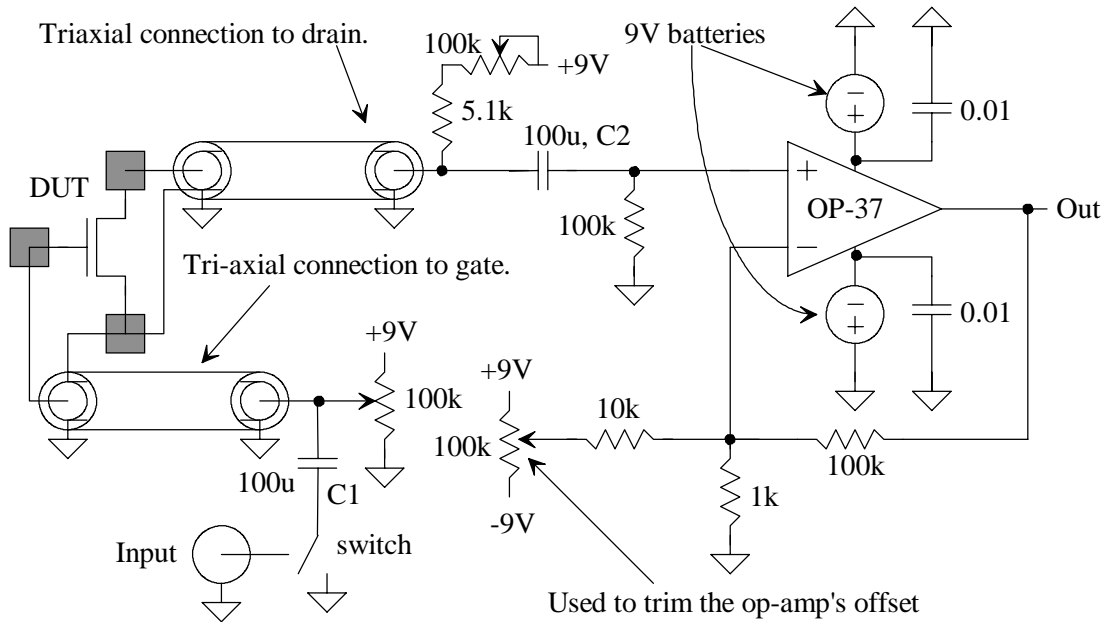 Triaxial connection to drain.
100k
+9V
9V batteries
5.1k
100u, C2
0.01
DUT
100k
OP-37
Out
Tri-axial connection to gate.
0.01
+9V
+9V
100k
10k
100k
100k
100u
C1
1k
-9V
Input
switch
Used to trim the op-amp's offset